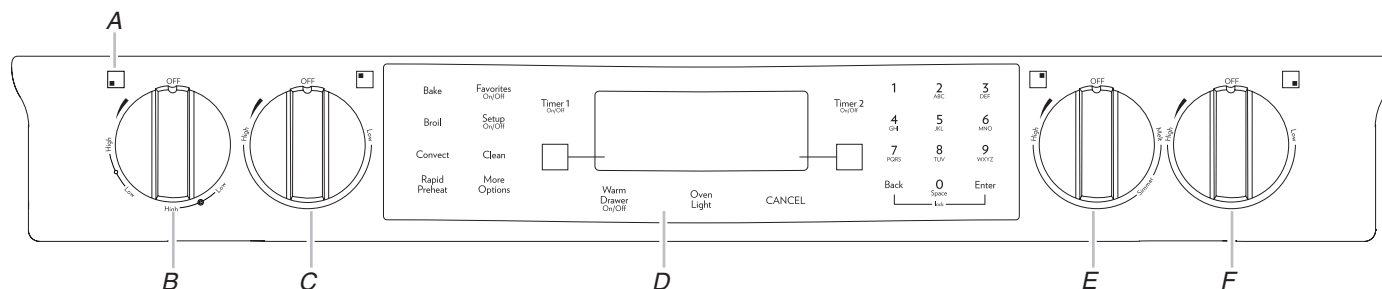 A
OFF
High
Low
High
Low
B
OFF
High
Low
C
Bake
Favorites
On/Off
Broil
Setup
On/Off
Convect
Clean
Rapid
Preheat
More
Options
Timer 1
On/Off
Timer 2
On/Off
Warm
Drawer
On/Off
Oven
Light
CANCEL
D
1
2
ABC
3
DEF
4
GHI
5
JKL
6
MNO
7
PQRS
8
TUV
9
WXYZ
Back
0
Space
Enter
lock
OFF
High
Melt
Simmer
E
OFF
High
Low
F